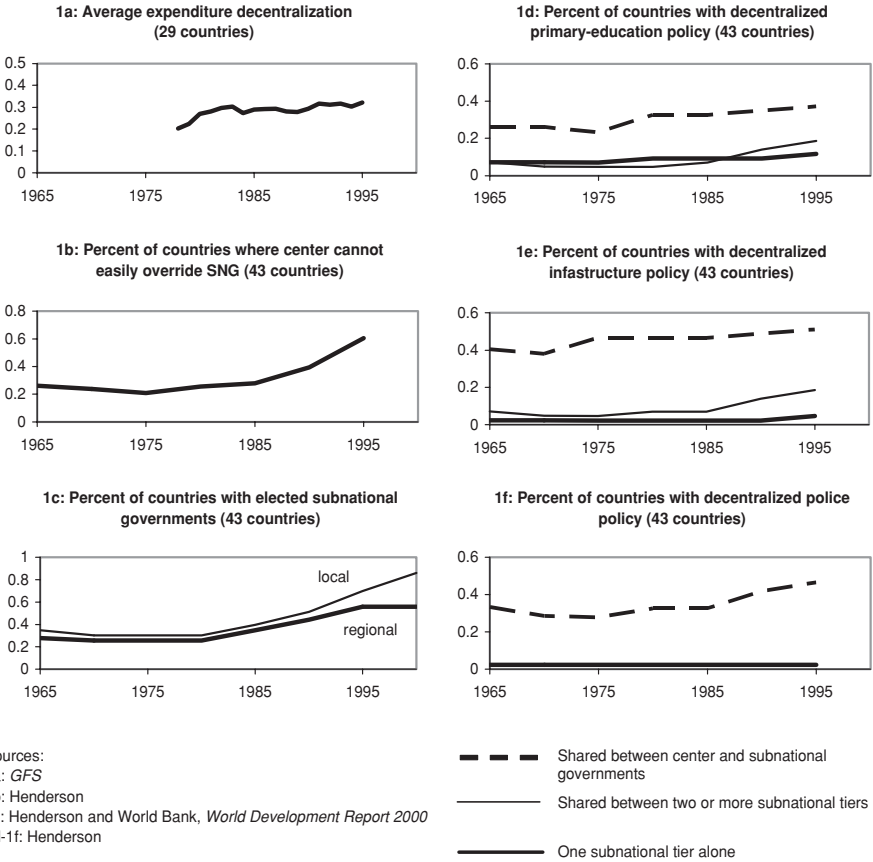 1a: Average expenditure decentralization
(29 countries)
0.5
0.4
0.3
0.2
0.1
0
1965
1975
1985
1995
1b: Percent of countries where center cannot
easily override SNG (43 countries)
0.8
0.6
0.4
0.2
0
1965
1975
1985
1995
1c: Percent of countries with elected subnational
governments (43 countries)
1
0.8
0.6
0.4
0.2
0
local
regional
1965
1975
1985
1995
1d: Percent of countries with decentralized
primary-education policy (43 countries)
0.6
0.4
0.2
0
1965
1975
1985
1995
1e: Percent of countries with decentralized
infastructure policy (43 countries)
0.6
0.4
0.2
0
1965
1975
1985
1995
1f: Percent of countries with decentralized police
policy (43 countries)
0.6
0.4
0.2
0
1965
1975
1985
1995
ources:
: GFS
: Henderson
: Henderson and World Bank, World Development Report 2000
-1f: Henderson
Shared between center and subnational
governments
Shared between two or more subnational tiers
One subnational tier alone